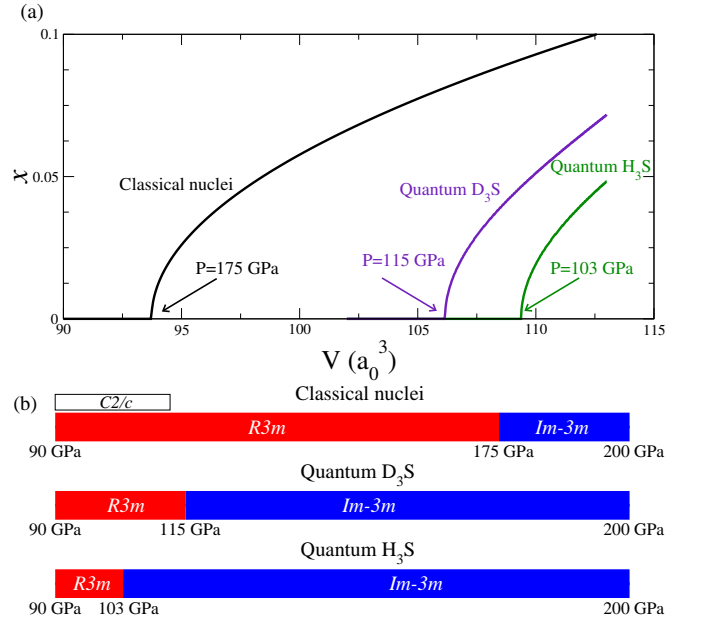 (a)
0.1
0.05
0
x
Classical nuclei
Quantum D₃S
Quantum H₃S
P=175 GPa
P=115 GPa
P=103 GPa
90 95 100 105 110 115
V (a₀³)
(b)
Classical nuclei
C2/c
R3m Im-3m
90 GPa 175 GPa 200 GPa
Quantum D₃S
R3m Im-3m
90 GPa 115 GPa 200 GPa
Quantum H₃S
R3m Im-3m
90 GPa 103 GPa 200 GPa